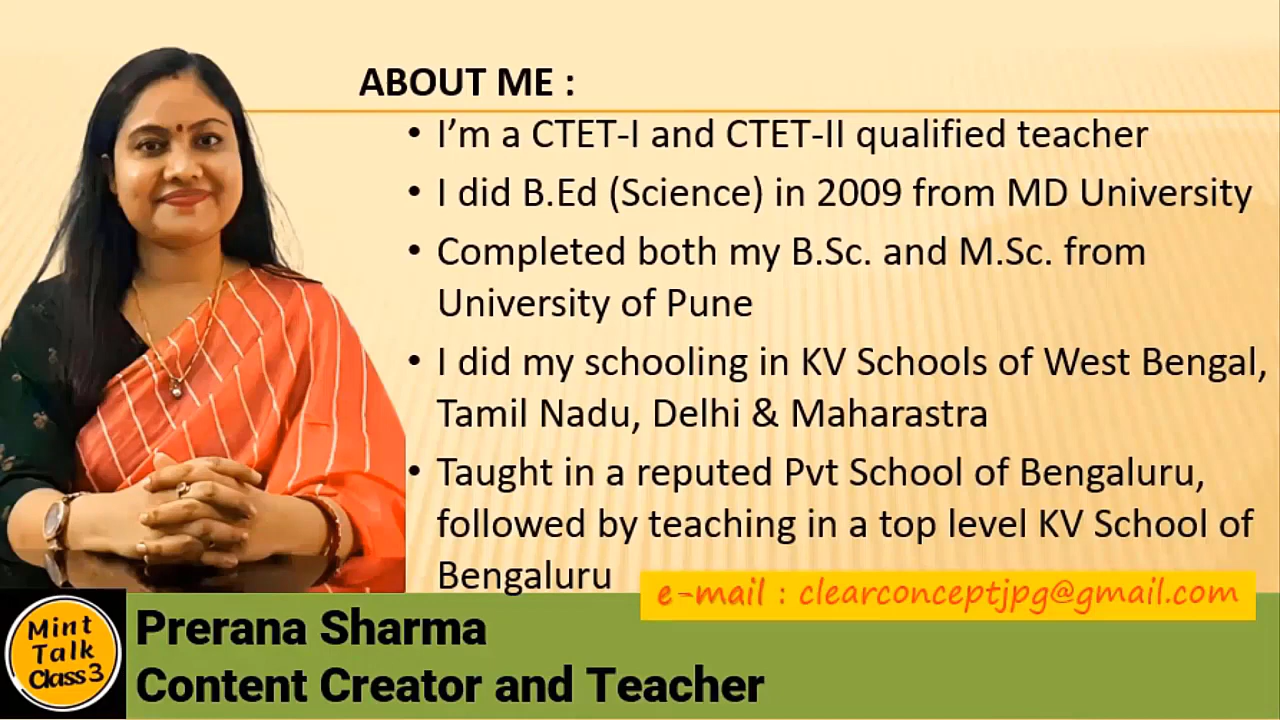 ABOUT ME :
• I’m a CTET-I and CTET-II qualified teacher
• I did B.Ed (Science) in 2009 from MD University
• Completed both my B.Sc. and M.Sc. from
University of Pune
• I did my schooling in KV Schools of West Bengal,
Tamil Nadu, Delhi & Maharastra
• Taught in a reputed Pvt School of Bengaluru,
followed by teaching in a top level KV School of
Bengaluru
e-mail : clearconceptjpg@gmail.com
Mint
Talk
Class 3
Prerana Sharma
Content Creator and Teacher